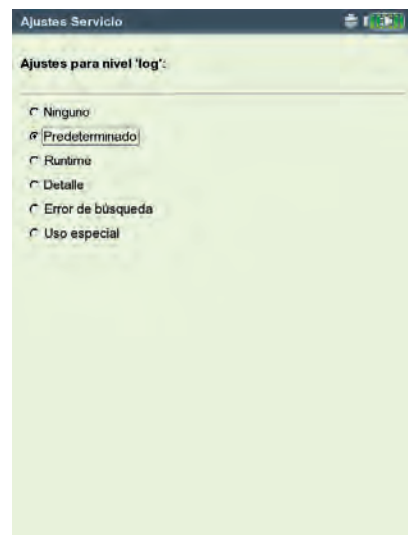 Ajustes Servicio
Ajustes para nivel 'log':
Ninguno
Predeterminado
Runtime
Detalle
Error de búsqueda
Uso especial